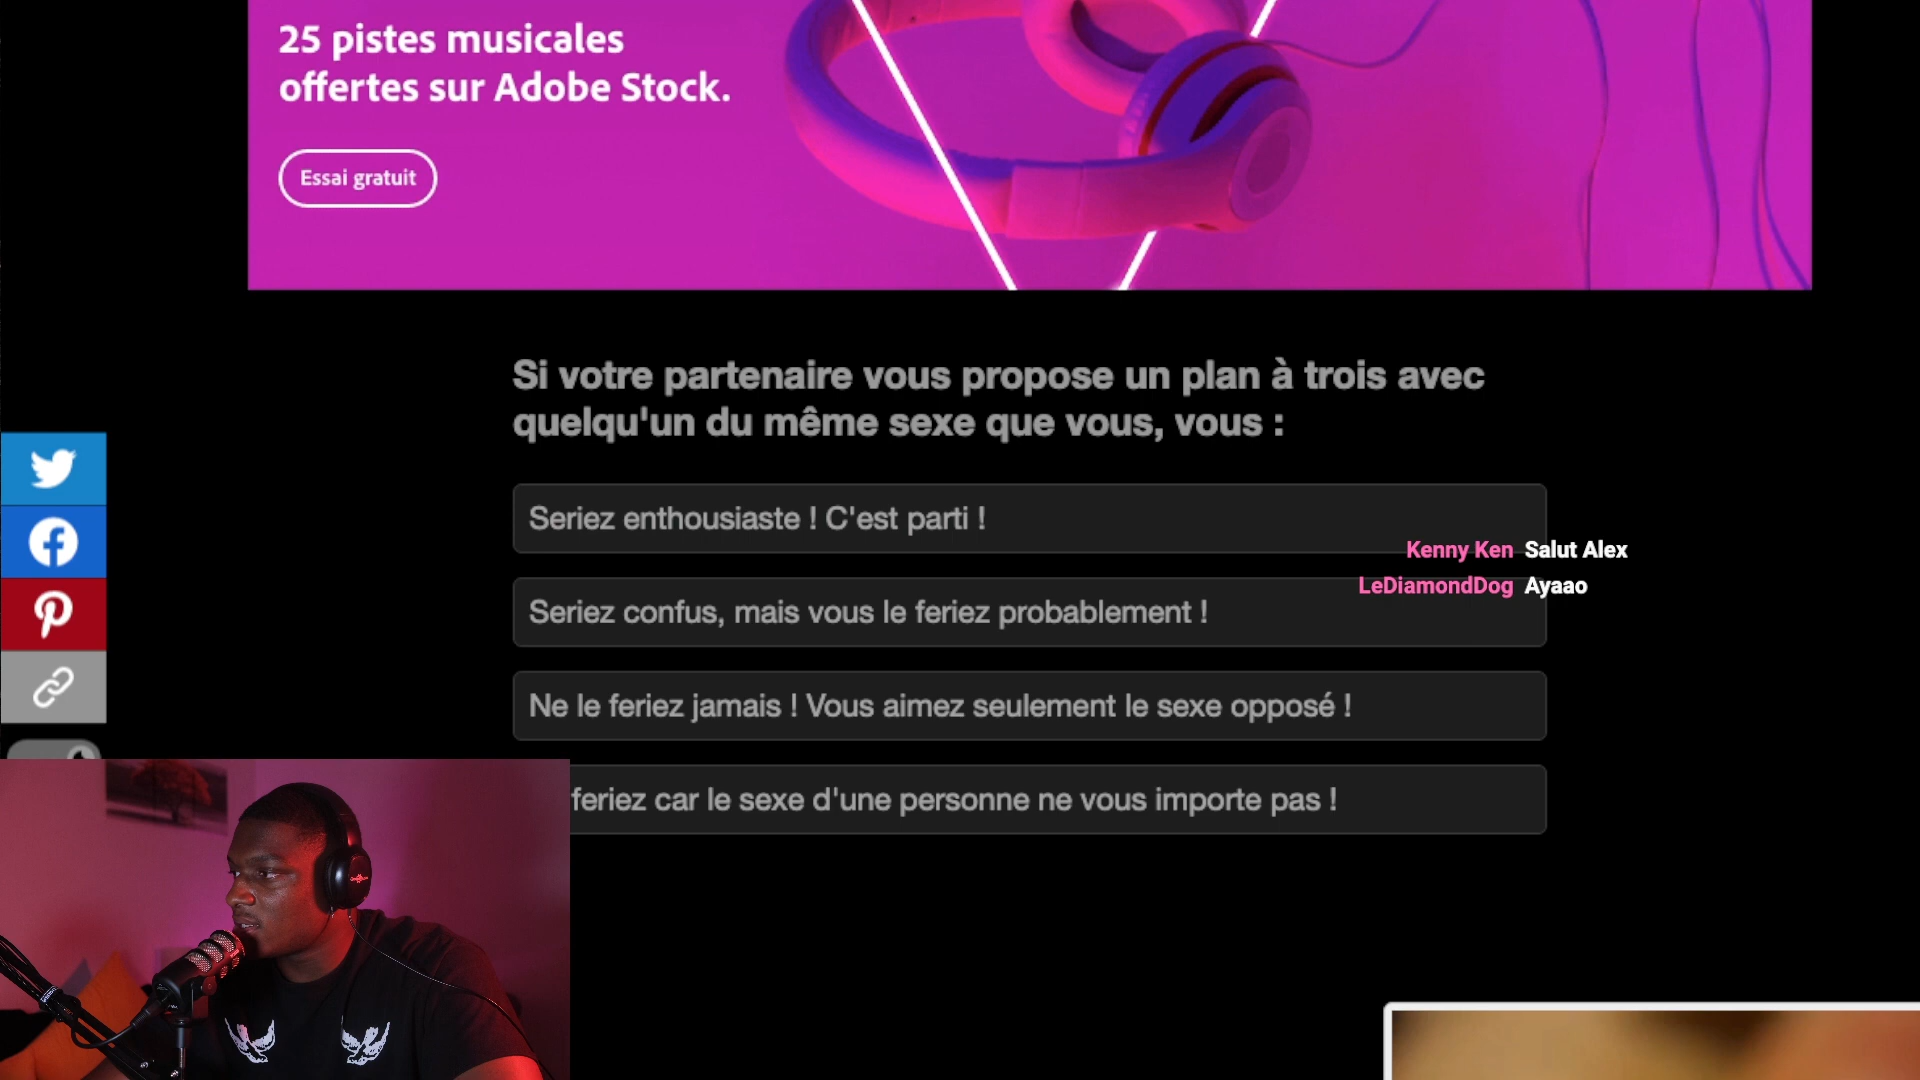 25 pistes musicales
offertes sur Adobe Stock.
Essai gratuit
Si votre partenaire vous propose un plan à trois avec
quelqu'un du même sexe que vous, vous :
Seriez enthousiaste ! C'est parti !
Kenny Ken Salut Alex
LeDiamondDog Ayaao
Seriez confus, mais vous le feriez probablement !
Ne le feriez jamais ! Vous aimez seulement le sexe opposé !
feriez car le sexe d'une personne ne vous importe pas !